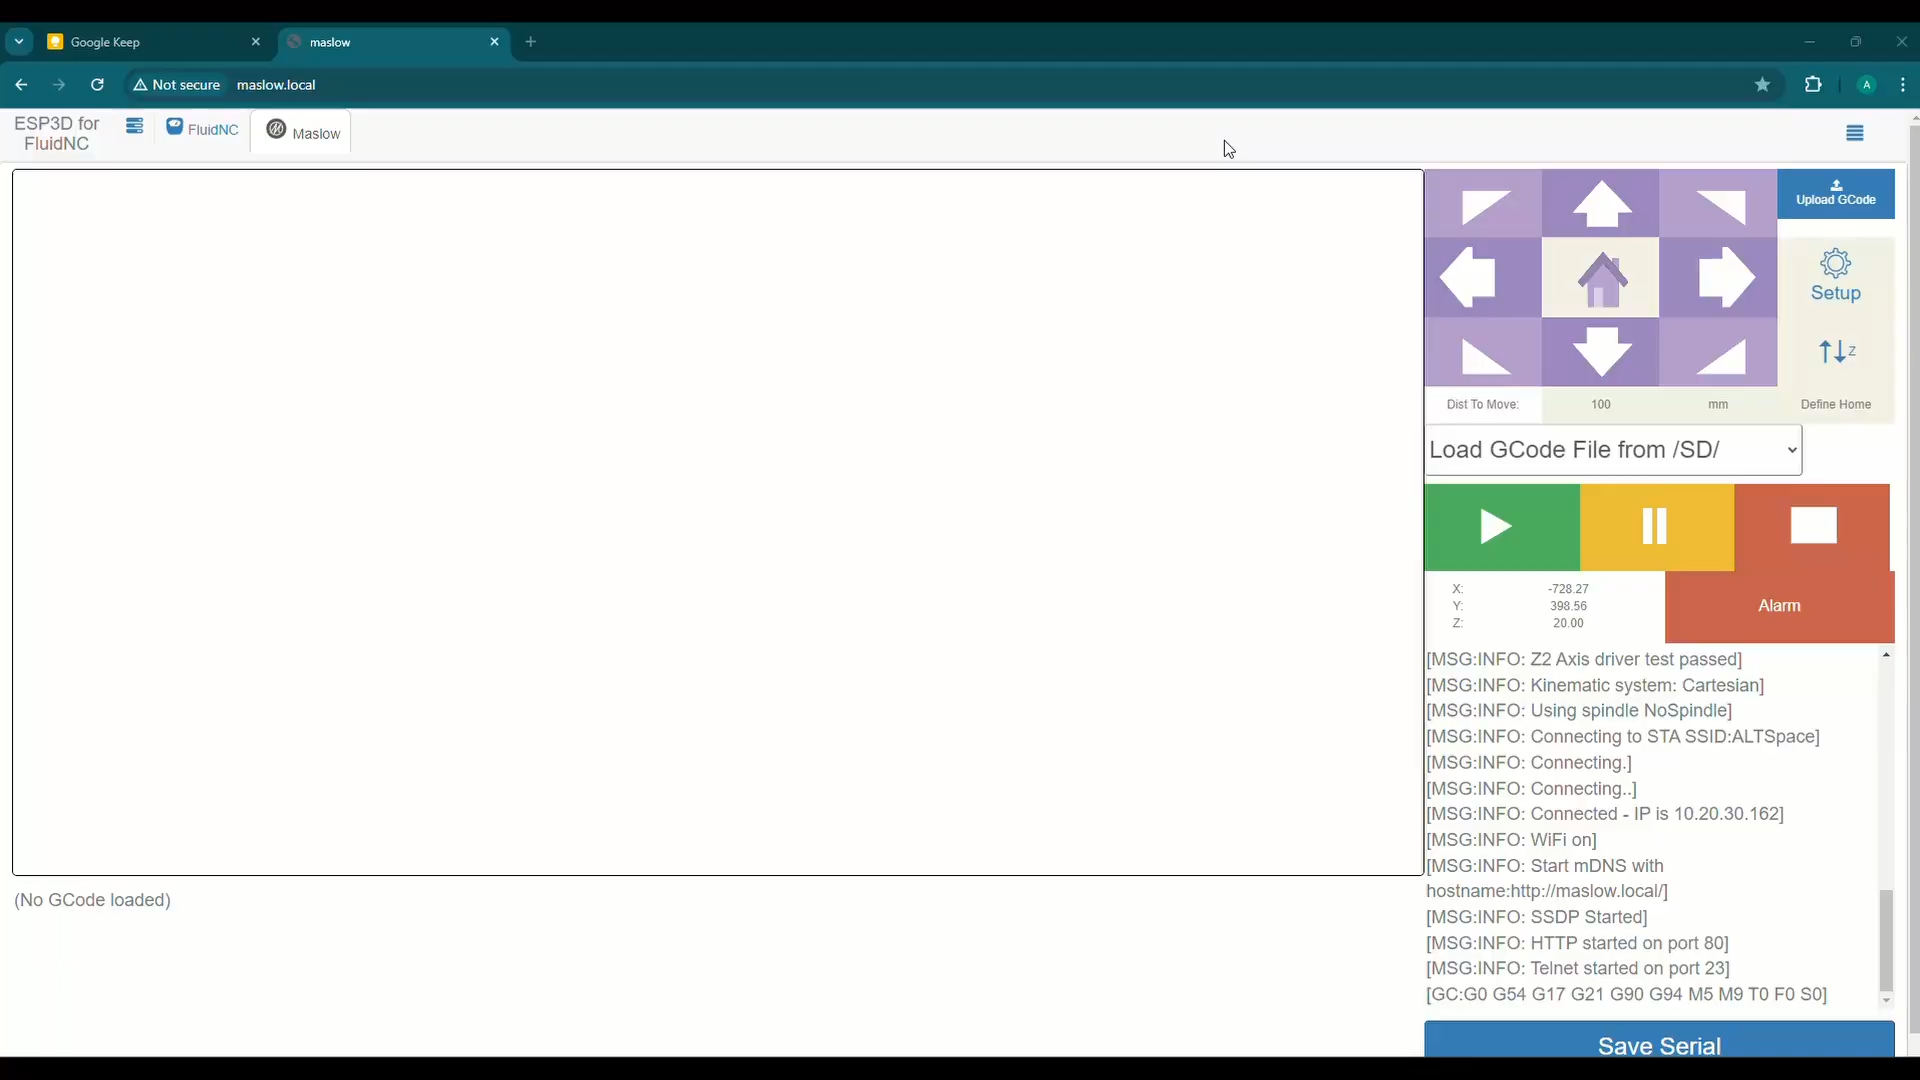 Google Keep
maslow
Not secure maslow.local
A
ESP3D for
FluidNC
FluidNC
Maslow
Upload GCode
Setup
Z
Dist To Move: 100 mm Define Home
Load GCode File from /SD/
X: -728.27
Y: 398.56
Z: 20.00
Alarm
[MSG:INFO: Z2 Axis driver test passed]
[MSG:INFO: Kinematic system: Cartesian]
[MSG:INFO: Using spindle NoSpindle]
[MSG:INFO: Connecting to STA SSID:ALTSpace]
[MSG:INFO: Connecting.]
[MSG:INFO: Connecting..]
[MSG:INFO: Connected - IP is 10.20.30.162]
[MSG:INFO: WiFi on]
[MSG:INFO: Start mDNS with
hostname:http://maslow.local/]
[MSG:INFO: SSDP Started]
[MSG:INFO: HTTP started on port 80]
[MSG:INFO: Telnet started on port 23]
[GC:G0 G54 G17 G21 G90 G94 M5 M9 T0 F0 S0]
(No GCode loaded)
Save Serial